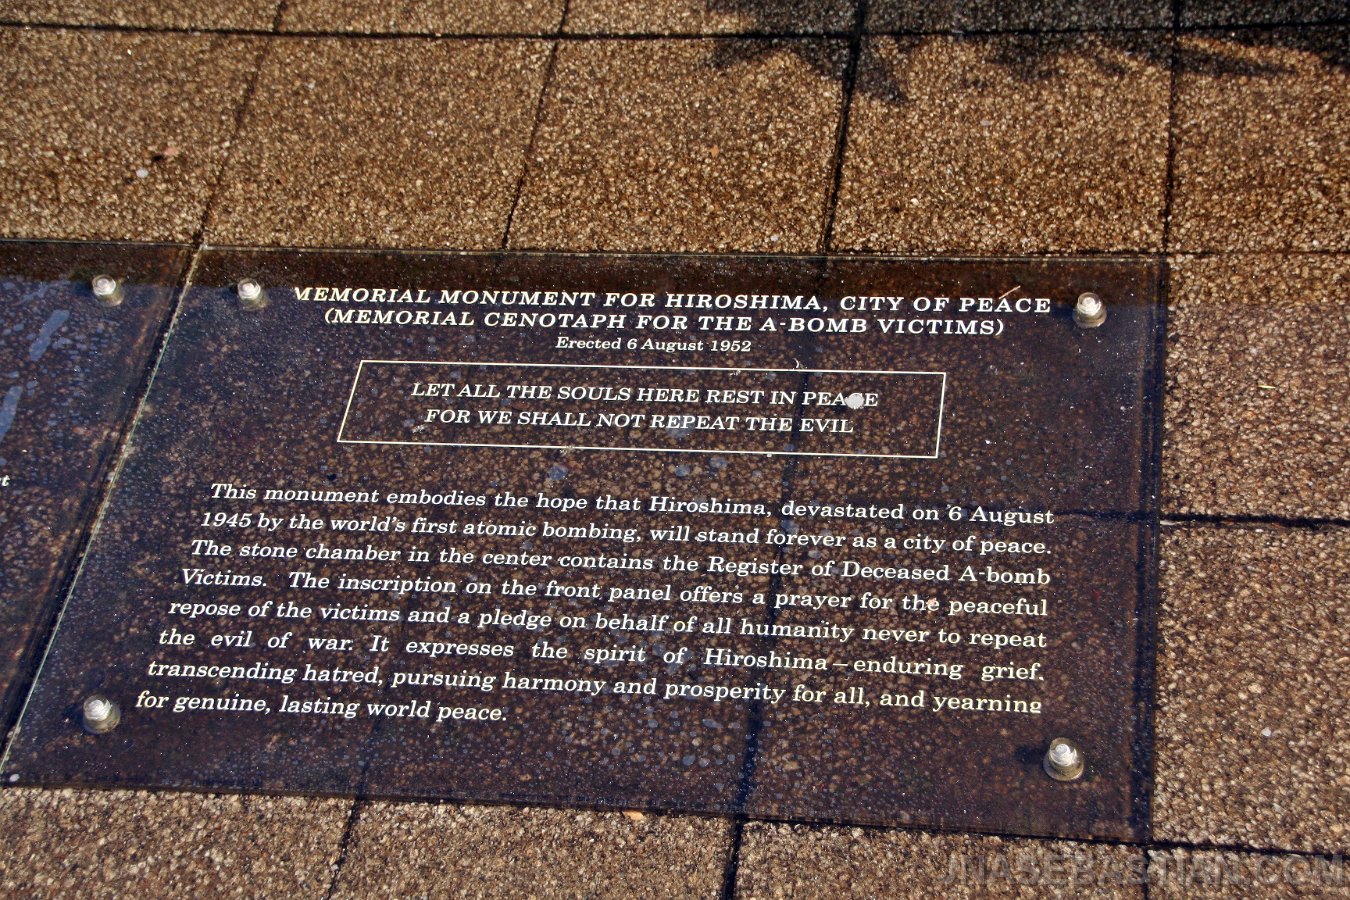 MEMORIAL MONUMENT FOR HIROSHIMA, CITY OF PEACE
(MEMORIAL CENOTAPH FOR THE A-BOMB VICTIMS)
Erected 6 August 1952
LET ALL THE SOULS HERE REST IN PEACE
FOR WE SHALL NOT REPEAT THE EVIL
This monument embodies the hope that Hiroshima, devastated on 6 August
1945 by the world's first atomic bombing, will stand forever as a city of peace.
The stone chamber in the center contains the Register of Deceased A-bomb
Victims. The inscription on the front panel offers a prayer for the peaceful
repose of the victims and a pledge on behalf of all humanity never to repeat
the evil of war. It expresses the spirit of Hiroshima – enduring grief.
transcending hatred, pursuing harmony and prosperity for all, and yearning
for genuine, lasting world peace.
JNASEBASTIAN.COM